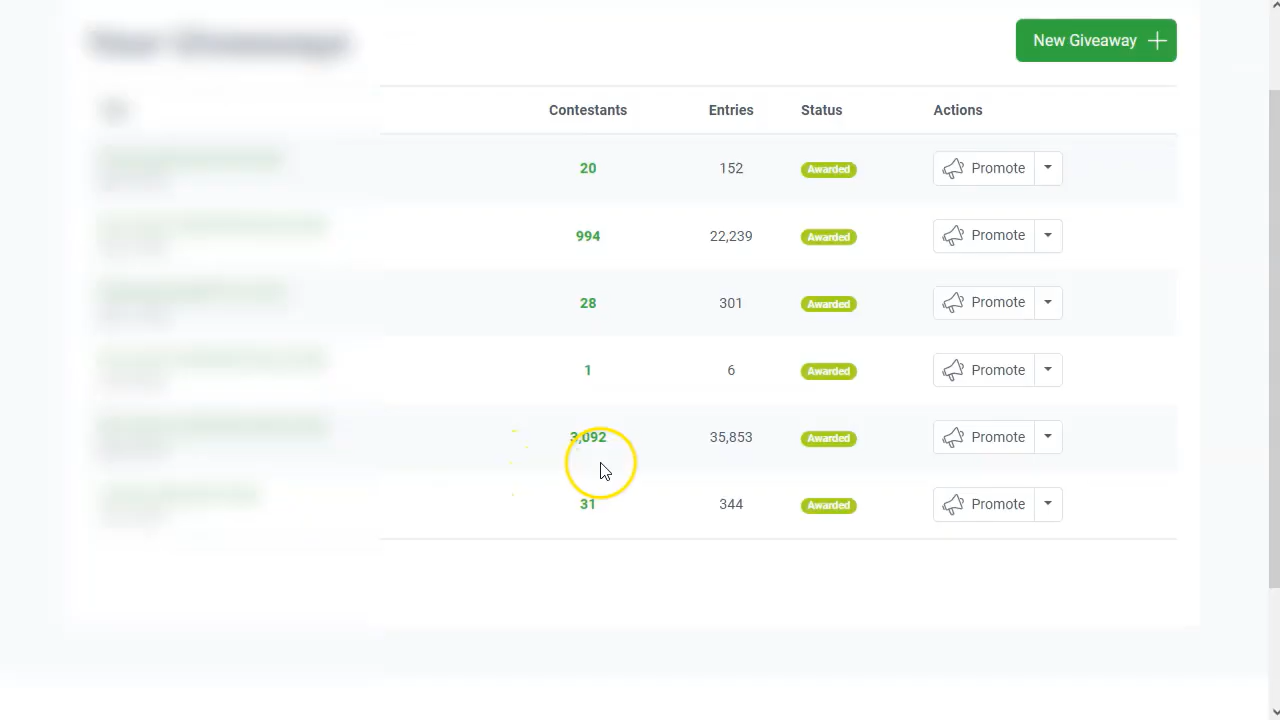 New Giveaway
Contestants Entries Status Actions
20 152 Awarded Promote
994 22,239 Awarded Promote
28 301 Awarded Promote
1 6 Awarded Promote
3,092 35,853 Awarded Promote
31 344 Awarded Promote